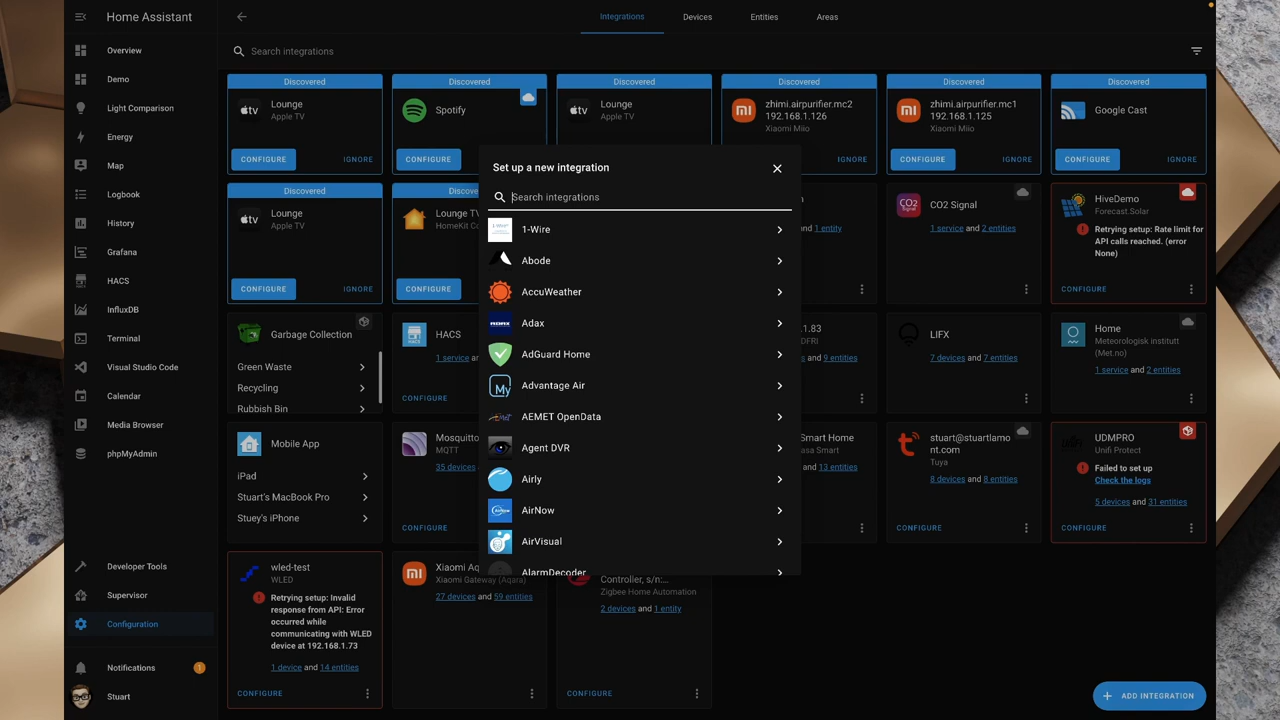 Home Assistant
Overview
Demo
Light Comparison
Energy
Map
Logbook
History
Grafana
HACS
InfluxDB
Terminal
Visual Studio Code
Calendar
Media Browser
phpMyAdmin
Developer Tools
Supervisor
Configuration
Notifications
1
Stuart
Integrations
Devices
Entities
Areas
Search integrations
Discovered
Lounge
Apple TV
CONFIGURE
IGNORE
Discovered
Spotify
CONFIGURE
Discovered
Lounge
Apple TV
Discovered
zhimi.airpurifier.mc2
192.168.1.126
Xiaomi Miio
IGNORE
Discovered
zhimi.airpurifier.mc1
192.168.1.125
Xiaomi Miio
CONFIGURE
IGNORE
Discovered
Google Cast
CONFIGURE
IGNORE
Discovered
Lounge
Apple TV
CONFIGURE
IGNORE
Lounge
HomeKit
CONFIGURE
and 1 entity
CO2
CO2 Signal
1 service and 2 entities
HiveDemo
Forecast.Solar
Retrying setup: Rate limit for
API calls reached. (error
None)
CONFIGURE
Garbage Collection
Green Waste
Recycling
Rubbish Bin
HACS
CONFIGURE
and 9 entities
LIFX
7 devices and 7 entities
Home
Meteorologisk institutt
(Met.no)
1 service and 2 entities
Mobile App
iPad
Stuart's MacBook Pro
Stuey's iPhone
MQTT
35 devices
CONFIGURE
Smart Home
and 13 entities
stuart@stuartlamo
nt.com
Tuya
8 devices and 8 entities
CONFIGURE
UDMPRO
Unifi Protect
Failed to set up
Check the logs
5 devices and 31 entities
CONFIGURE
wled-test
WLED
Retrying setup: Invalid
response from API: Error
occurred while
communicating with WLED
device at 192.168.1.73
1 device and 14 entities
CONFIGURE
Xiaomi
Xiaomi Gateway (Aqara)
27 devices and 59 entities
Controller, s/n:...
Zigbee Home Automation
2 devices and 1 entity
CONFIGURE
ADD INTEGRATION
Set up a new integration
Search integrations
1-Wire
Abode
AccuWeather
Adax
AdGuard Home
Advantage Air
AEMET OpenData
Agent DVR
Airly
AirNow
AirVisual
AlarmDecoder